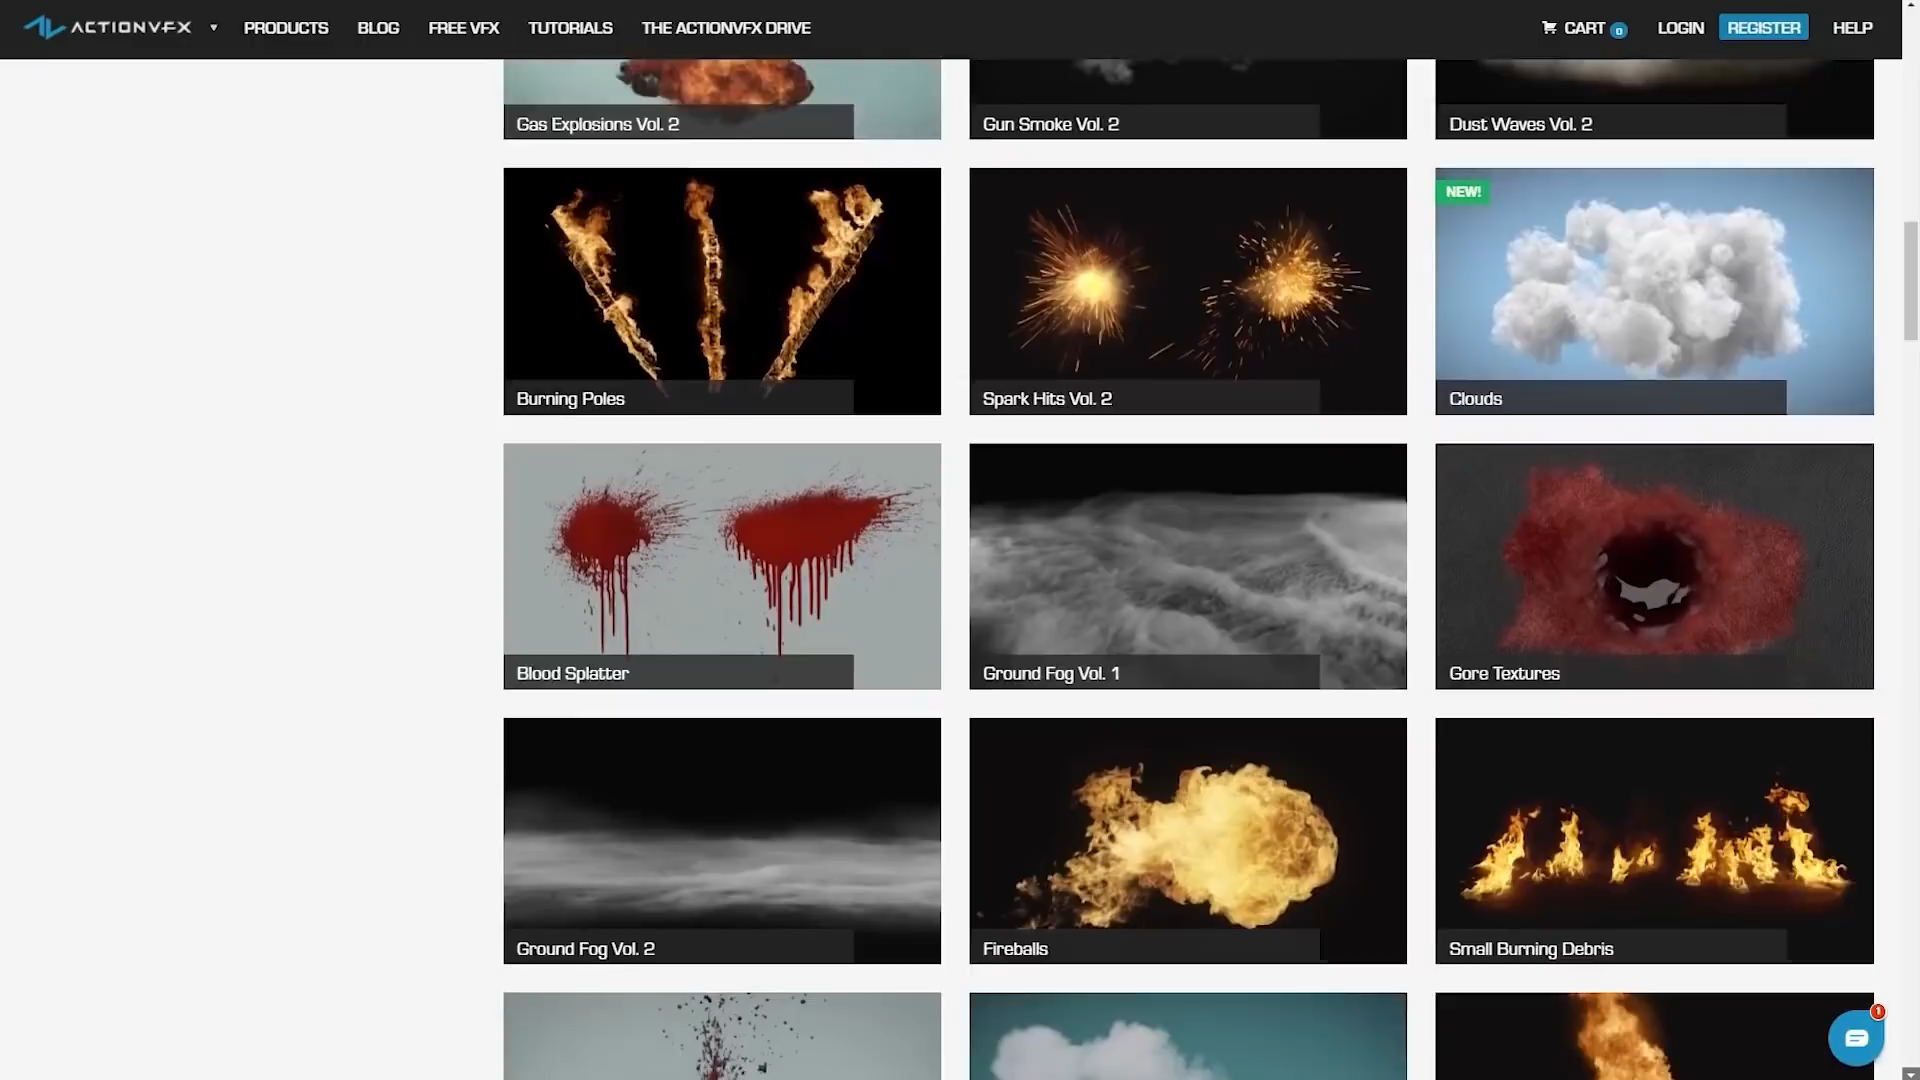 ACTIONVFX PRODUCTS BLOG FREE VFX TUTORIALS THE ACTIONVFX DRIVE CART 0 LOGIN REGISTER HELP
Gas Explosions Vol. 2
Gun Smoke Vol. 2
Dust Waves Vol. 2
Burning Poles
Spark Hits Vol. 2
NEW!
Clouds
Blood Splatter
Ground Fog Vol. 1
Gore Textures
Ground Fog Vol. 2
Fireballs
Small Burning Debris
1